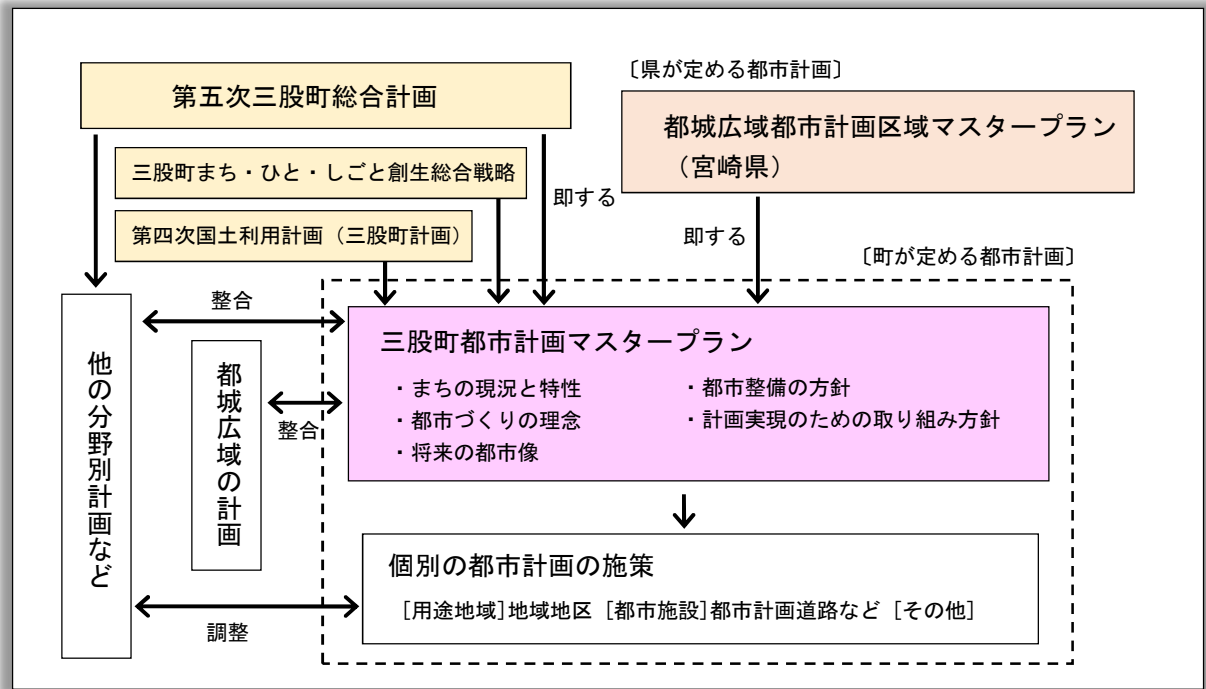 第五次三股町総合計画
〔県が定める都市計画〕
都城広域都市計画区域マスタープラン
（宮崎県）
三股町まち・ひと・しごと創生総合戦略
第四次国土利用計画（三股町計画）
即する
即する
〔町が定める都市計画〕
他の分野別計画など
整合
都城広域の計画
整合
三股町都市計画マスタープラン
・まちの現況と特性
・都市づくりの理念
・将来の都市像
・都市整備の方針
・計画実現のための取り組み方針
個別の都市計画の施策
[用途地域]地域地区 [都市施設]都市計画道路など [その他]
調整